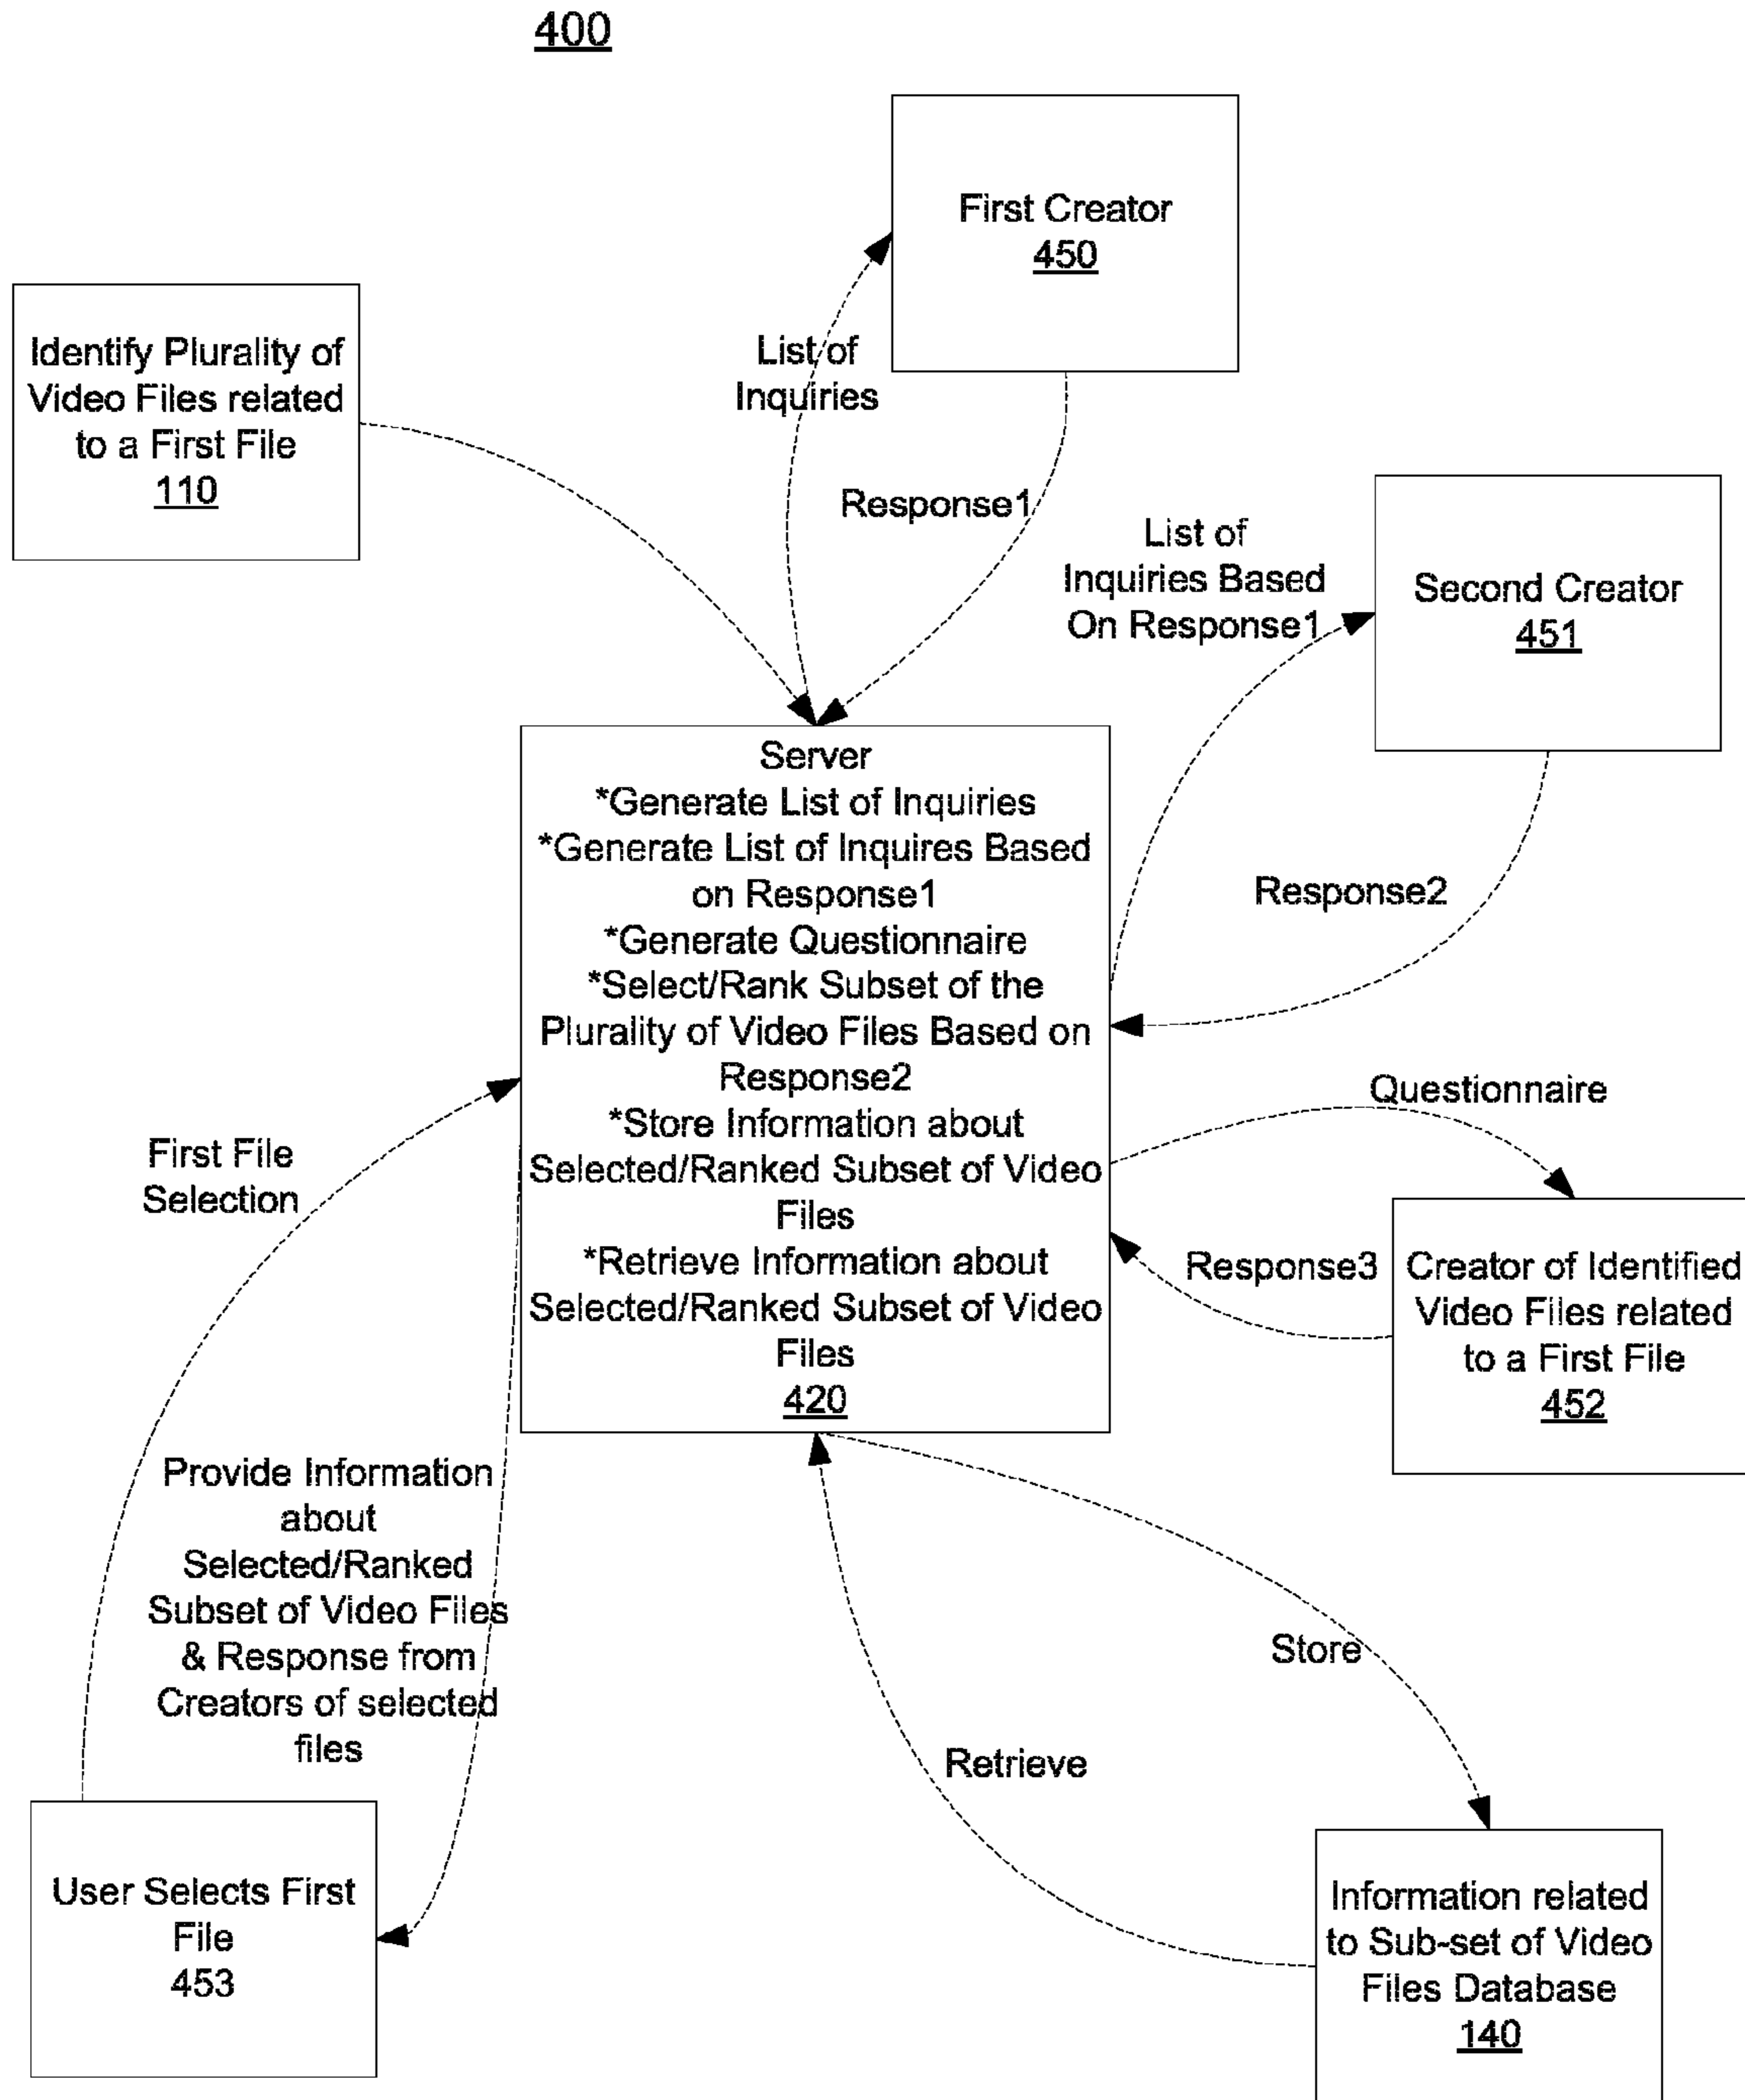 400
First Creator
450
Identify Plurality of
Video Files related
to a First File
110
List of
Inquiries
Response1
List of
Inquiries Based
On Response1
Second Creator
451
Response2
Server
*Generate List of Inquiries
*Generate List of Inquires Based
on Response1
*Generate Questionnaire
*Select/Rank Subset of the
Plurality of Video Files Based on
Response2
*Store Information about
Selected/Ranked Subset of Video
Files
*Retrieve Information about
Selected/Ranked Subset of Video
Files
420
Questionnaire
Response3
Creator of Identified
Video Files related
to a First File
452
First File
Selection
Provide Information
about
Selected/Ranked
Subset of Video Files
& Response from
Creators of selected
files
Store
Retrieve
User Selects First
File
453
Information related
to Sub-set of Video
Files Database
140